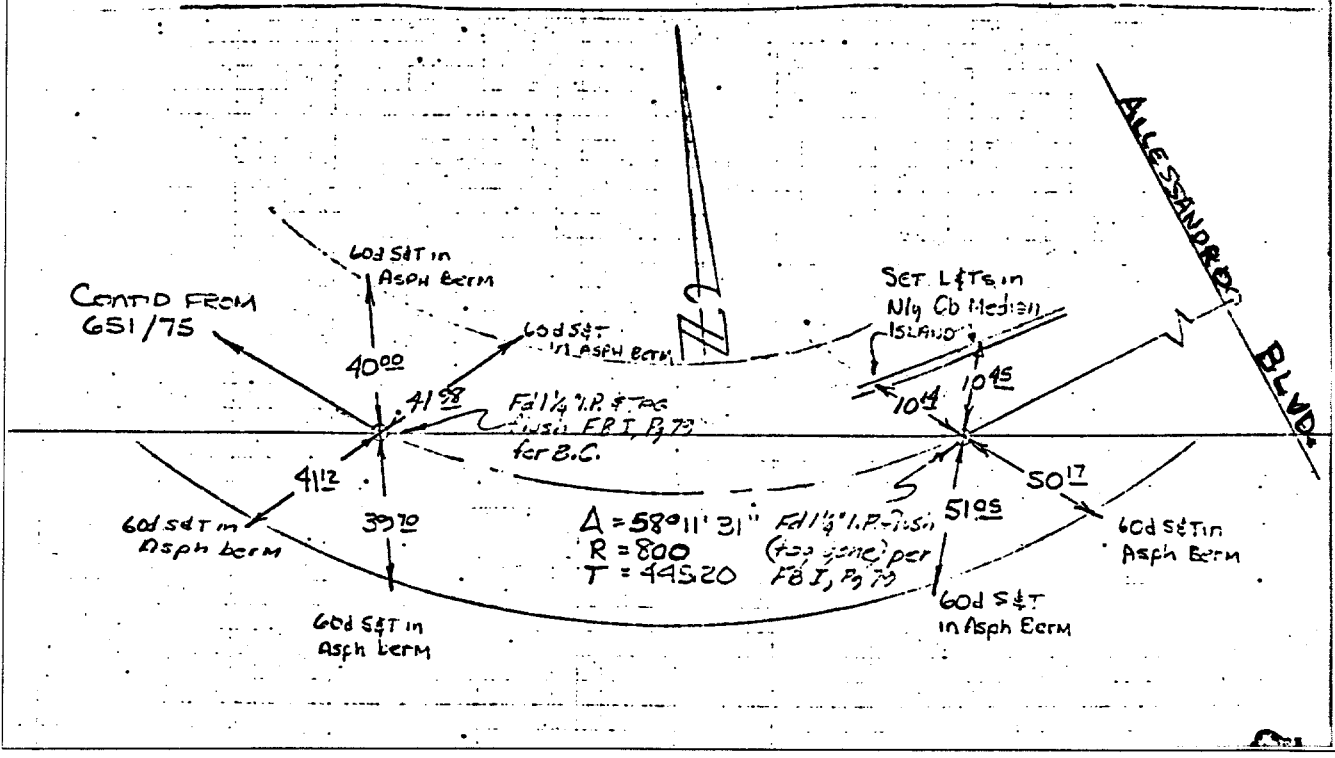 60d S&T in
Asph Berm
CONT'D FROM
651/75
40.00
60d S&T
in Asph Berm
41.98
Fd 1¼" I.P. & Tag
flush FB I, Pg 79
for B.C.
N
SET L&Ts in
N'ly Cb Median
ISLAND
10.14
10.45
ALLESSANDRO
BLVD.
41.12
39.70
60d S&T in
Asph berm
60d S&T in
Asph berm
Δ = 58°11'31"
R = 800
T = 445.20
Fd 1¼" I.P. flush
(tag gone) per
FB I, Pg 79
51.05
50.17
60d S&T in
Asph Berm
60d S&T
in Asph Berm